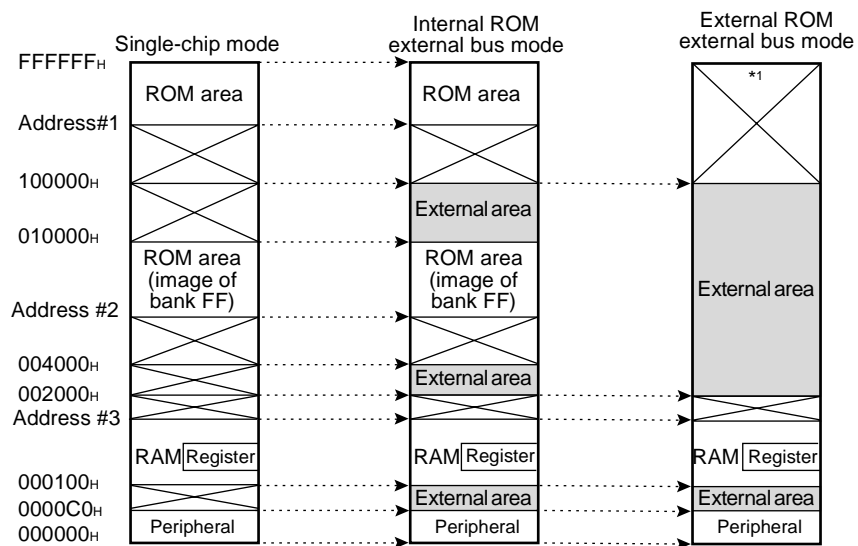 Single-chip mode
Internal ROM
external bus mode
External ROM
external bus mode
FFFFFFH
Address#1
100000H
010000H
Address #2
004000H
002000H
Address #3
000100H
0000C0H
000000H
ROM area
ROM area
(image of
bank FF)
RAM
Register
Peripheral
ROM area
External area
ROM area
(image of
bank FF)
External area
RAM
Register
External area
Peripheral
*1
External area
RAM
Register
External area
Peripheral